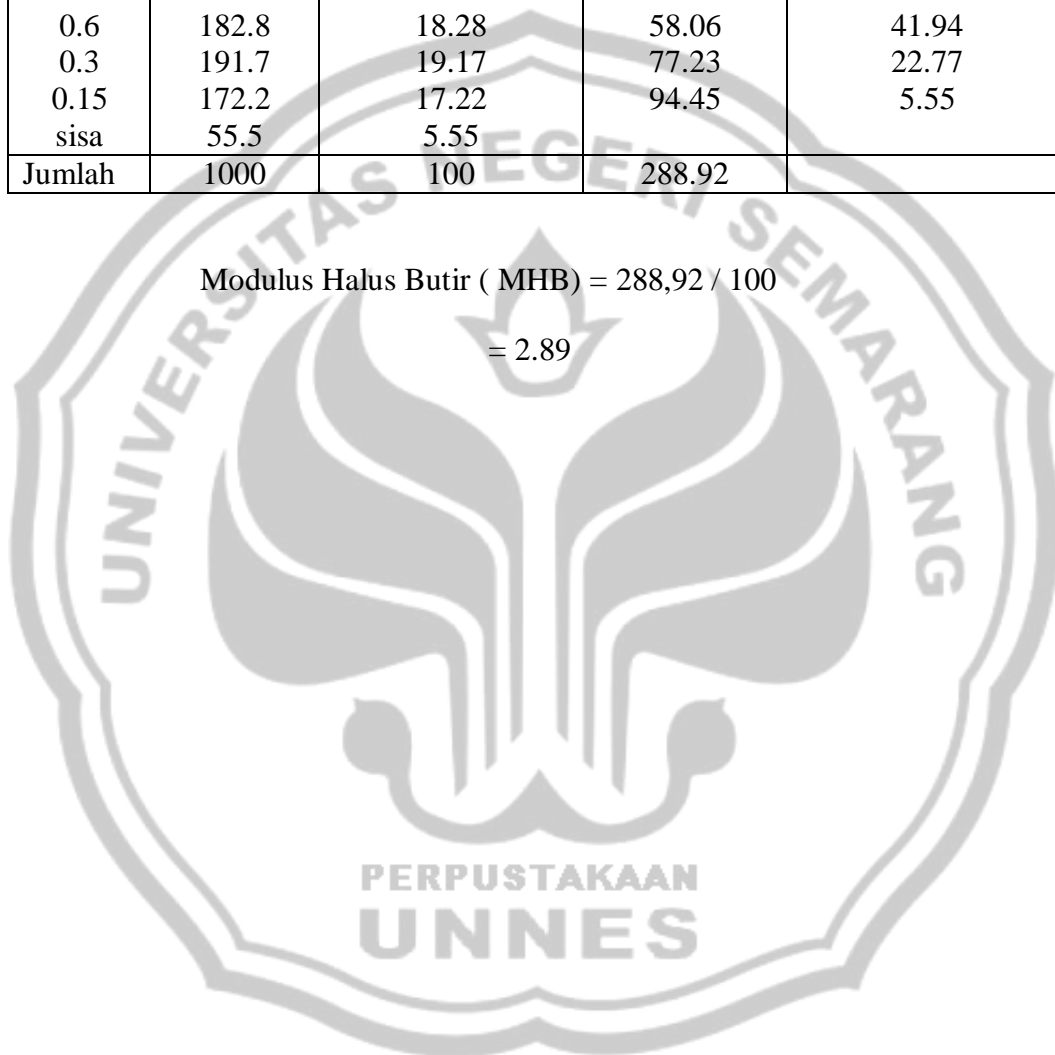 0.6 182.8 18.28 58.06 41.94
0.3 191.7 19.17 77.23 22.77
0.15 172.2 17.22 94.45 5.55
sisa 55.5 5.55
Jumlah 1000 100 288.92
Modulus Halus Butir ( MHB) = 288,92 / 100
= 2.89
UNIVERSITAS NEGERI SEMARANG
PERPUSTAKAAN
UNNES